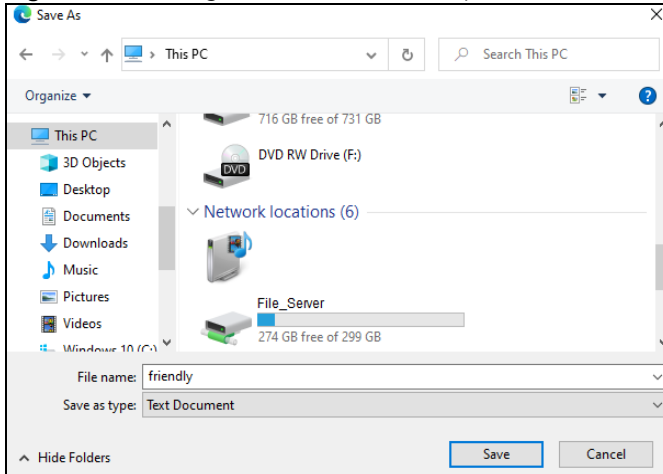 Save As
This PC
Search This PC
Organize
?
This PC
3D Objects
Desktop
Documents
Downloads
Music
Pictures
Videos
Windows 10 (C:)
716 GB free of 731 GB
DVD
DVD RW Drive (F:)
Network locations (6)
File_Server
274 GB free of 299 GB
File name: friendly
Save as type: Text Document
Hide Folders
Save
Cancel